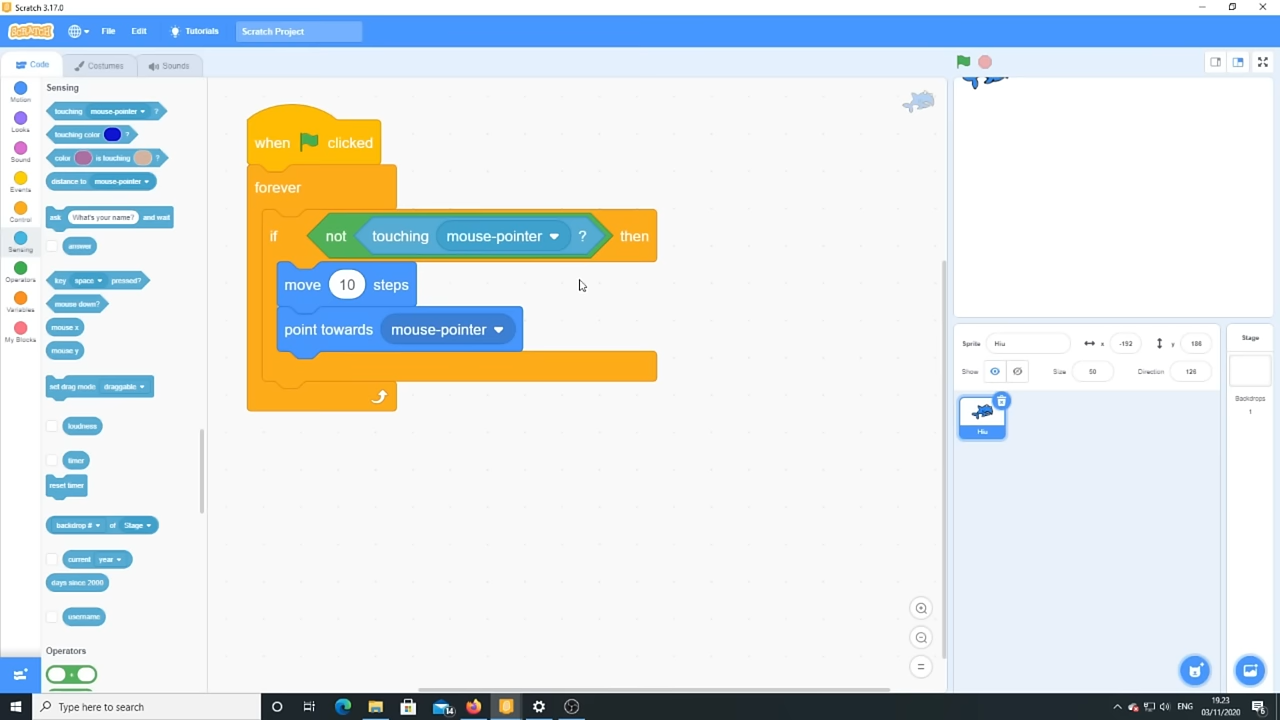 Scratch 3.17.0
SCRATCH File Edit Tutorials Scratch Project
Code Costumes Sounds
Motion
Looks
Sound
Events
Control
Sensing
Operators
Variables
My Blocks
Sensing
touching mouse-pointer ?
touching color ?
color is touching ?
distance to mouse-pointer
ask What's your name? and wait
answer
key space pressed?
mouse down?
mouse x
mouse y
set drag mode draggable
loudness
timer
reset timer
backdrop # of Stage
current year
days since 2000
username
Operators
+
when clicked
forever
if not touching mouse-pointer ? then
move 10 steps
point towards mouse-pointer
Sprite Hiu x -192 y 186
Show Size 50 Direction 126
Hiu
Stage
Backdrops
1
Type here to search
14
ENG
19.23
03/11/2020
6